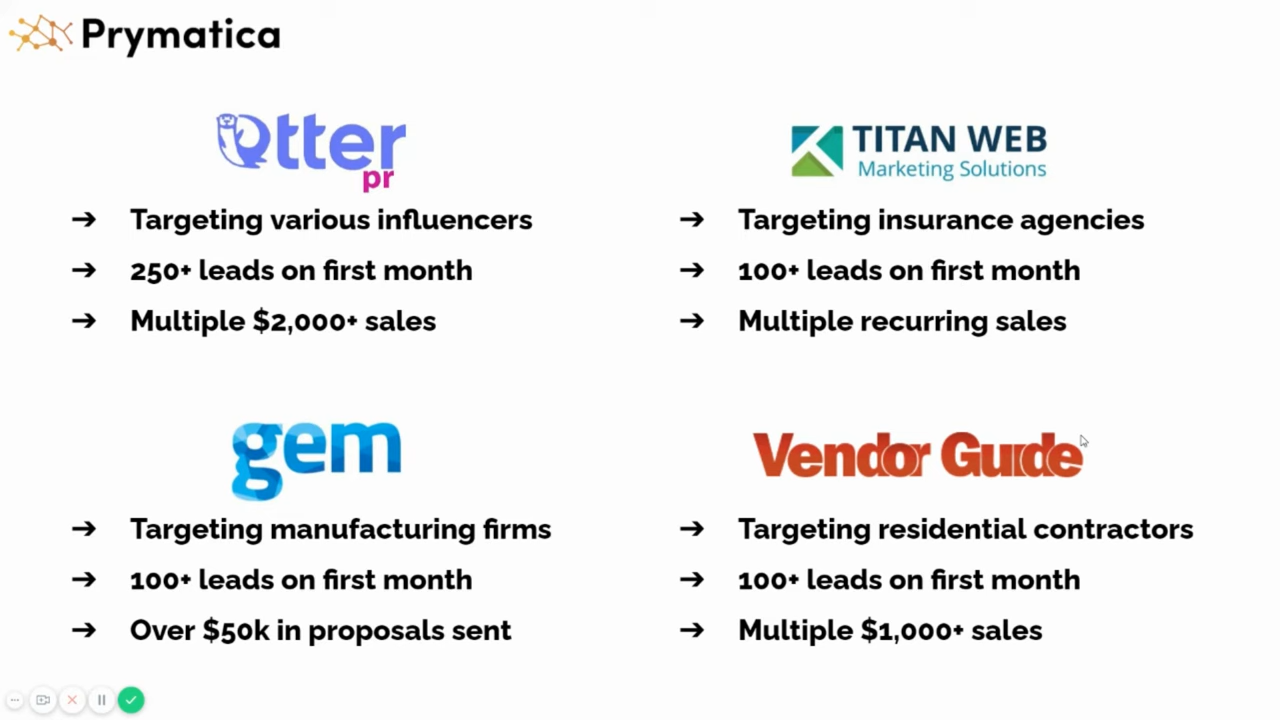 Prymatica
Otter
pr
➔ Targeting various influencers
➔ 250+ leads on first month
➔ Multiple $2,000+ sales
TITAN WEB
Marketing Solutions
➔ Targeting insurance agencies
➔ 100+ leads on first month
➔ Multiple recurring sales
gem
➔ Targeting manufacturing firms
➔ 100+ leads on first month
➔ Over $50k in proposals sent
Vendor Guide
➔ Targeting residential contractors
➔ 100+ leads on first month
➔ Multiple $1,000+ sales